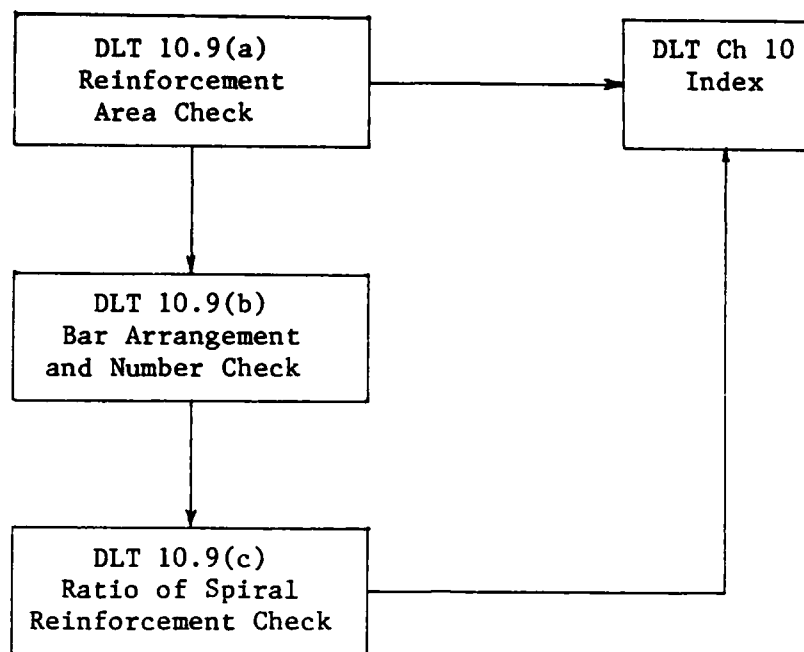 DLT 10.9(a)
Reinforcement
Area Check
DLT Ch 10
Index
DLT 10.9(b)
Bar Arrangement
and Number Check
DLT 10.9(c)
Ratio of Spiral
Reinforcement Check